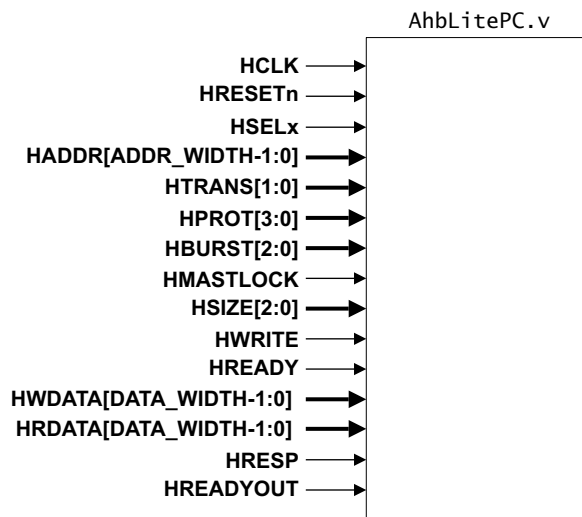 AhbLitePC.v
HCLK
HRESETn
HSELx
HADDR[ADDR_WIDTH-1:0]
HTRANS[1:0]
HPROT[3:0]
HBURST[2:0]
HMASTLOCK
HSIZE[2:0]
HWRITE
HREADY
HWDATA[DATA_WIDTH-1:0]
HRDATA[DATA_WIDTH-1:0]
HRESP
HREADYOUT